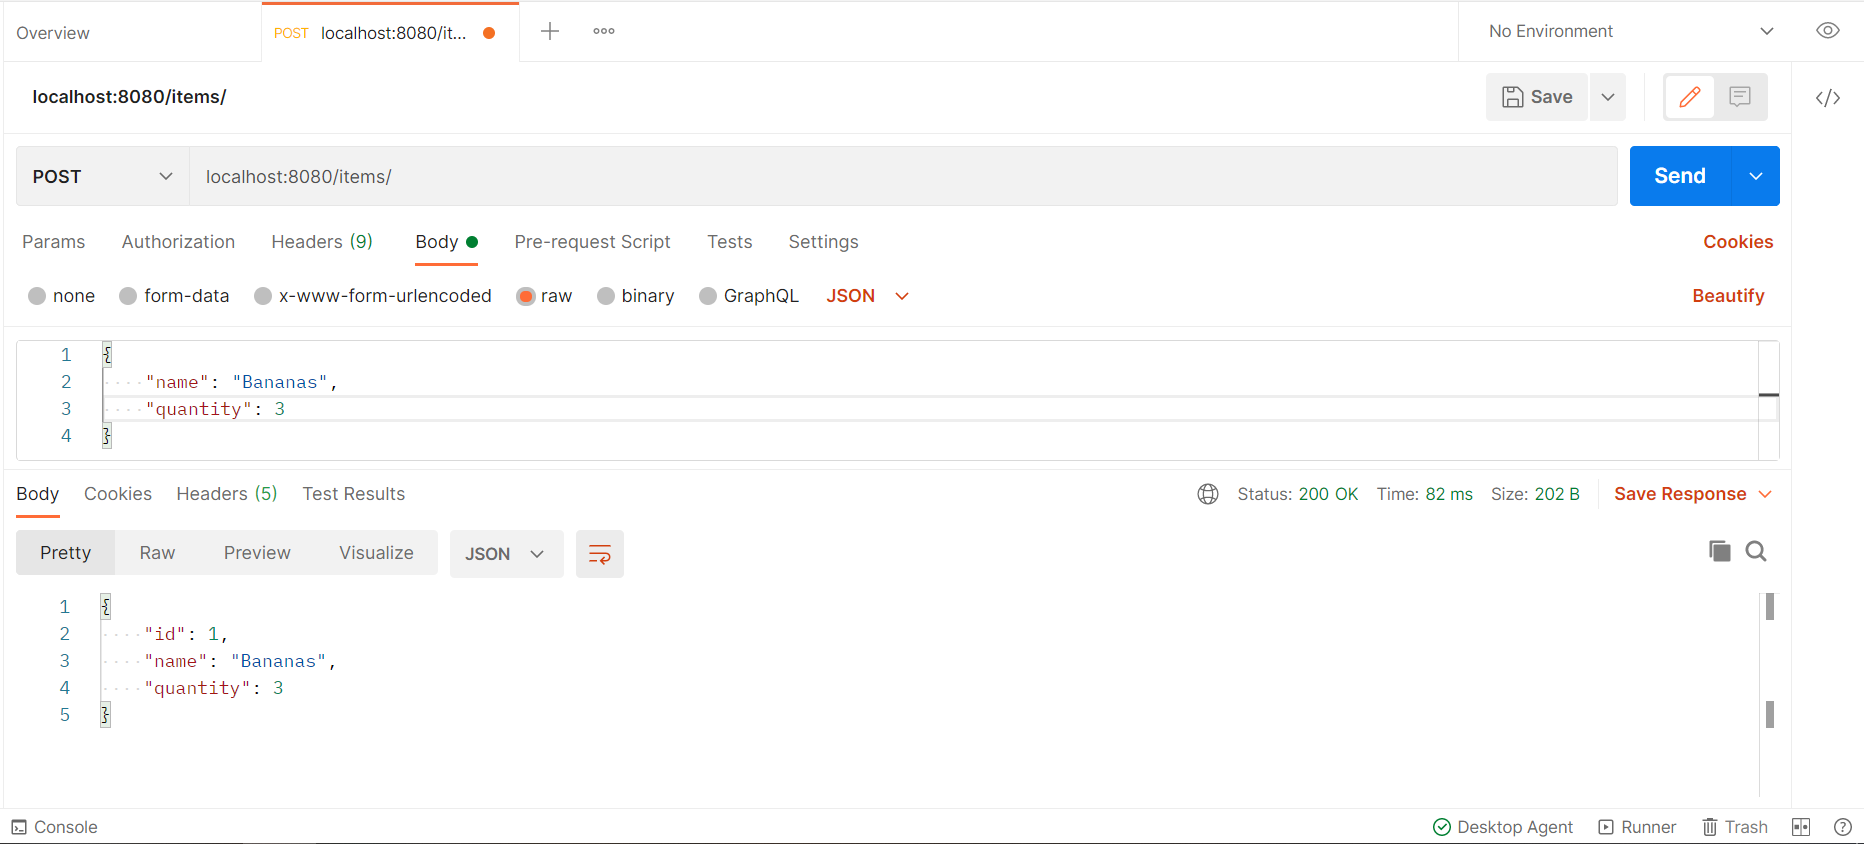 Overview POST localhost:8080/it... No Environment
localhost:8080/items/ Save
POST localhost:8080/items/ Send
Params Authorization Headers (9) Body Pre-request Script Tests Settings Cookies
none form-data x-www-form-urlencoded raw binary GraphQL JSON Beautify
1 {
2 "name": "Bananas",
3 "quantity": 3
4 }
Body Cookies Headers (5) Test Results Status: 200 OK Time: 82 ms Size: 202 B Save Response
Pretty Raw Preview Visualize JSON
1 {
2 "id": 1,
3 "name": "Bananas",
4 "quantity": 3
5 }
Console Desktop Agent Runner Trash